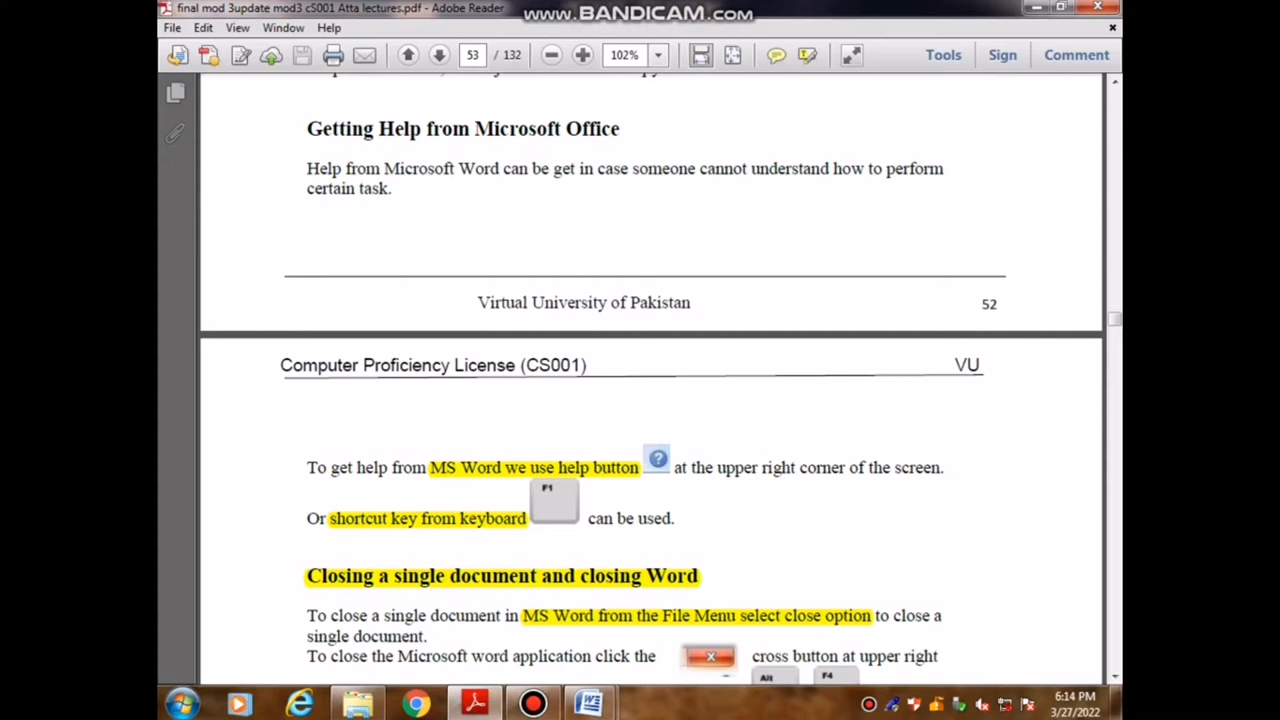 final mod 3update mod3 cS001 Atta lectures.pdf - Adobe Reader
www.BANDICAM.com
File Edit View Window Help
53 / 132 102% Tools Sign Comment
Getting Help from Microsoft Office
Help from Microsoft Word can be get in case someone cannot understand how to perform
certain task.
Virtual University of Pakistan 52
Computer Proficiency License (CS001) VU
To get help from MS Word we use help button ? at the upper right corner of the screen.
F1
Or shortcut key from keyboard can be used.
Closing a single document and closing Word
To close a single document in MS Word from the File Menu select close option to close a
single document.
To close the Microsoft word application click the X cross button at upper right
Alt F4
6:14 PM
3/27/2022